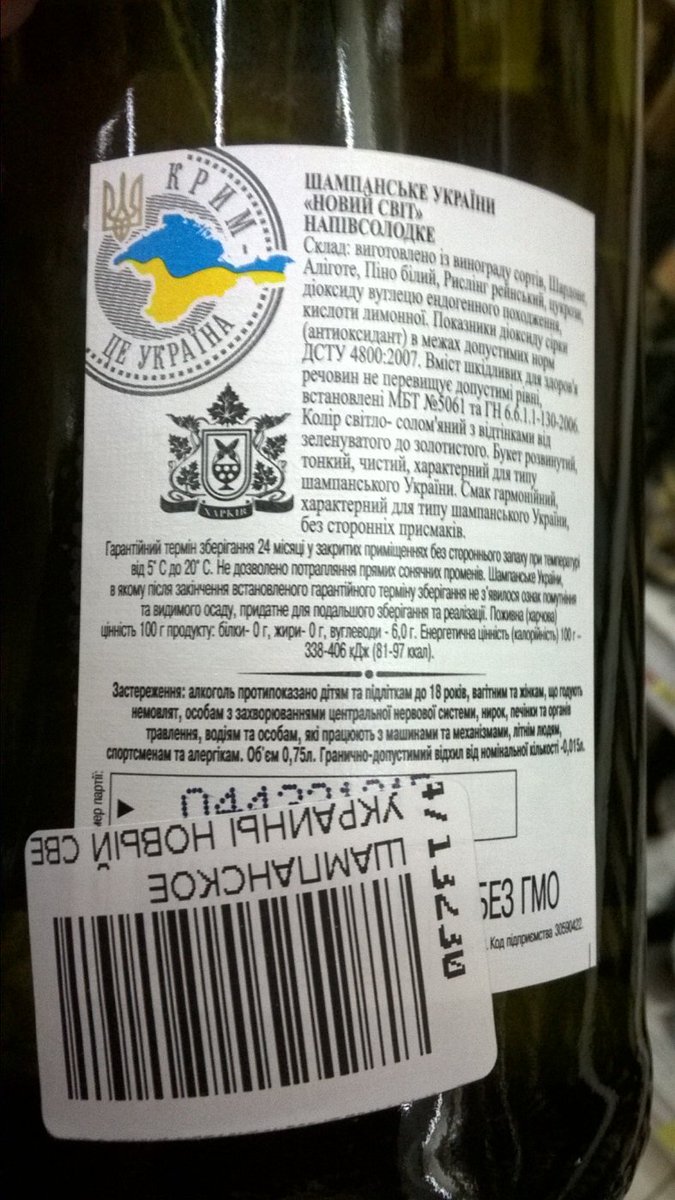 КРИМ -
ЦЕ УКРАЇНА
ХАРКІВ
ШАМПАНСЬКЕ УКРАЇНИ
«НОВИЙ СВІТ»
НАПІВСОЛОДКЕ
Склад: виготовлено із винограду сортів, Шардоне,
Аліготе, Піно білий, Рислінг рейнський, цукрози,
діоксиду вуглецю ендогенного походження,
кислоти лимонної. Показники діоксиду сірки
(антиоксидант) в межах допустимих норм
ДСТУ 4800:2007. Вміст шкідливих для здоров'я
речовин не перевищує допустимі рівні,
встановлені МБТ №5061 та ГН 6.6.1.1-130-2006.
Колір світло- солом'яний з відтінками від
зеленуватого до золотистого. Букет розвинутий,
тонкий, чистий, характерний для типу
шампанського України. Смак гармонійний,
характерний для типу шампанського України,
без сторонніх присмаків.
Гарантійний термін зберігання 24 місяці у закритих приміщеннях без стороннього запаху при температурі
від 5° С до 20° С. Не дозволено потрапляння прямих сонячних променів. Шампанське України,
в якому після закінчення встановленого гарантійного терміну зберігання не з'явилося ознак помутніння
та видимого осаду, придатне для подальшого зберігання та реалізації. Поживна (харчова)
цінність 100 г продукту: білки- 0 г, жири- 0 г, вуглеводи - 6,0 г. Енергетична цінність (калорійність) 100 г –
338-406 кДж (81-97 ккал).
Застереження: алкоголь протипоказано дітям та підліткам до 18 років, вагітним та жінкам, що годують
немовлят, особам з захворюваннями центральної нервової системи, нирок, печінки та органів
травлення, водіям та особам, які працюють з машинами та механізмами, літнім людям,
спортсменам та алергікам. Об'єм 0,75л. Гранично-допустимий відхил від номінальної кількості -0,015л.
мер партії:
БЕЗ ГМО
. Код підприємства 30590422.
ШАМПАНСКОЕ
УКРАИНЫ НОВЫЙ СВЕ